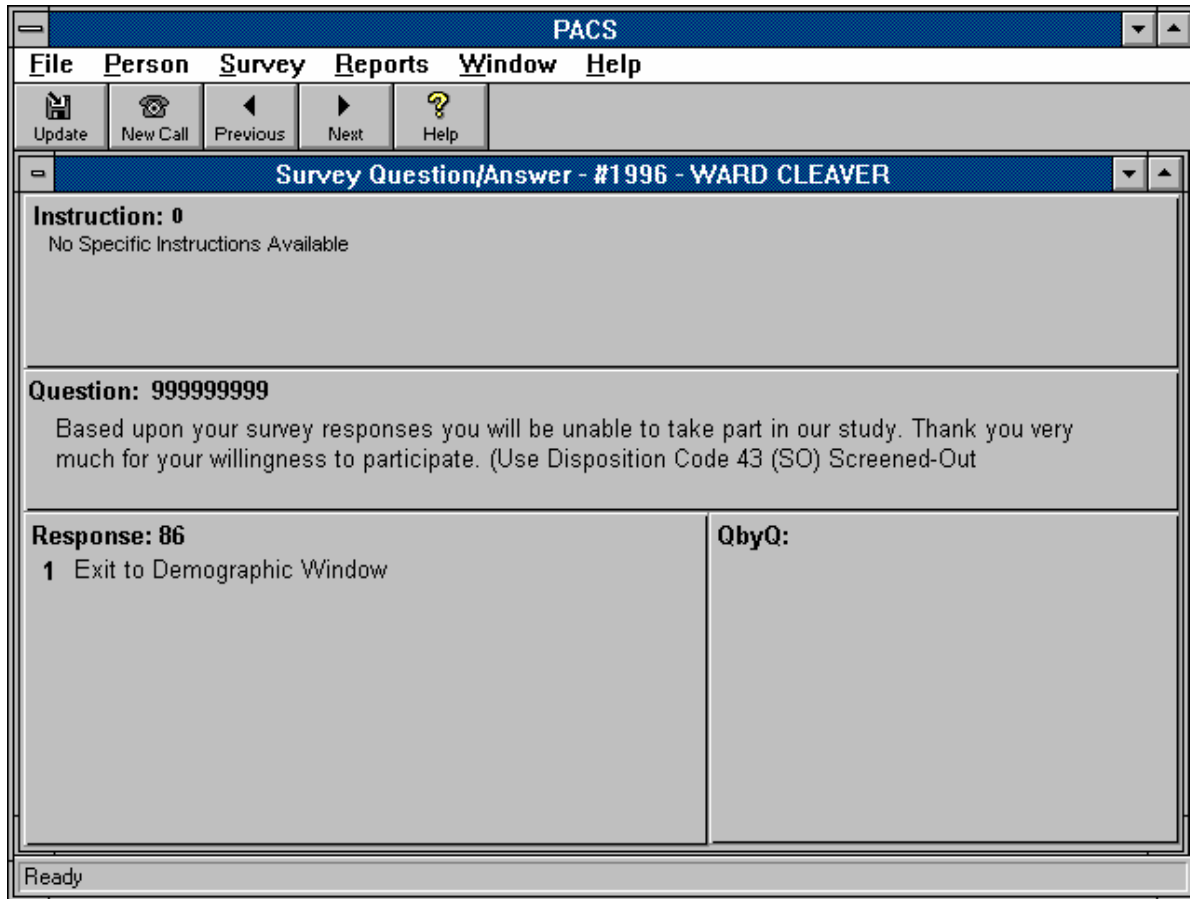 PACS
File Person Survey Reports Window Help
Update New Call Previous Next Help
Survey Question/Answer - #1996 - WARD CLEAVER
Instruction: 0
No Specific Instructions Available
Question: 999999999
Based upon your survey responses you will be unable to take part in our study. Thank you very
much for your willingness to participate. (Use Disposition Code 43 (SO) Screened-Out
Response: 86
1 Exit to Demographic Window
QbyQ:
Ready